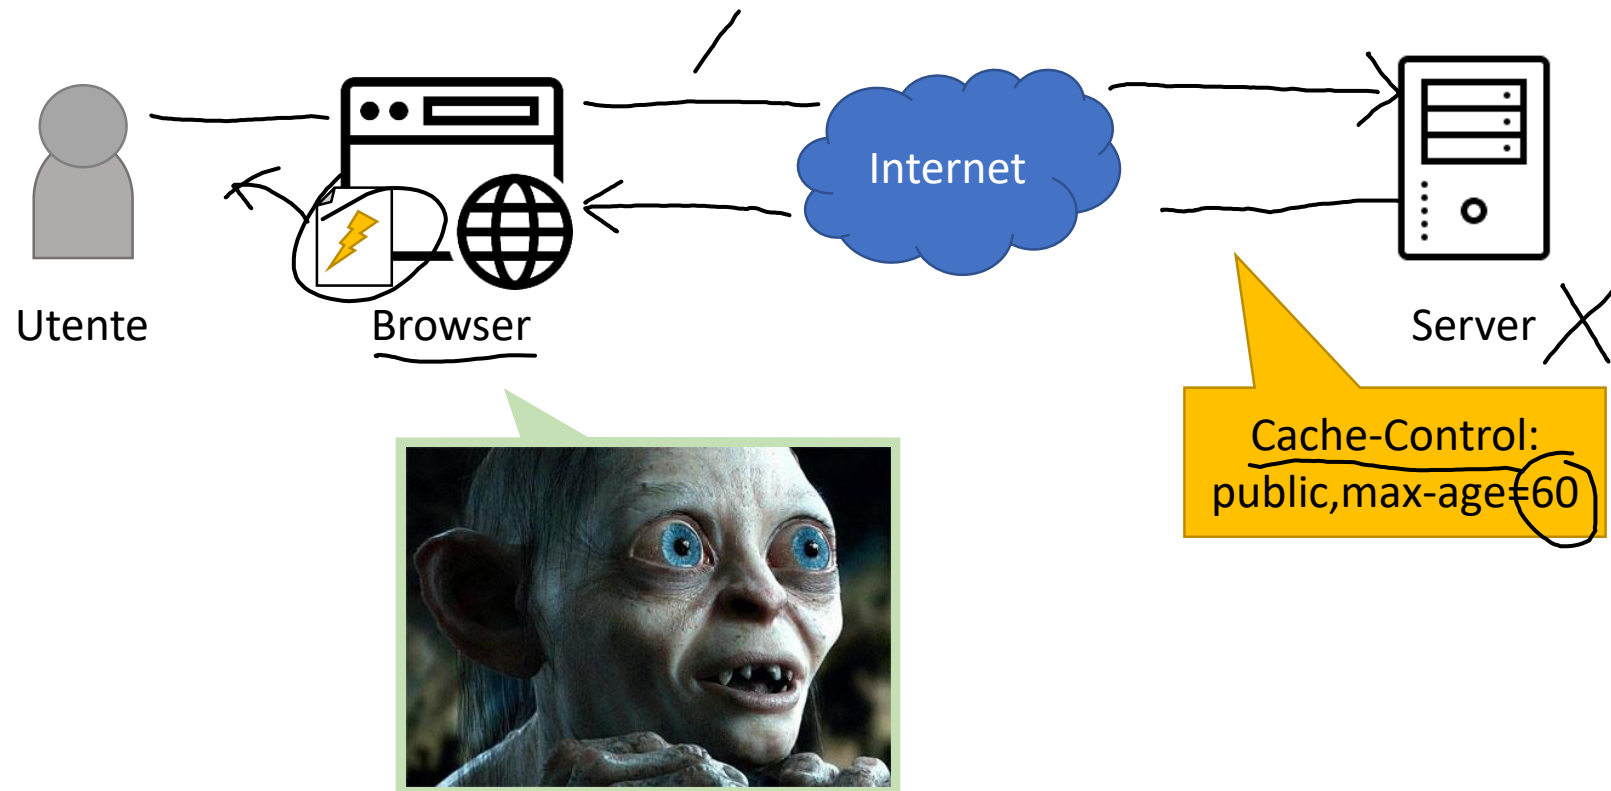 Internet
Utente
Browser
Server
Cache-Control:
public,max-age=60